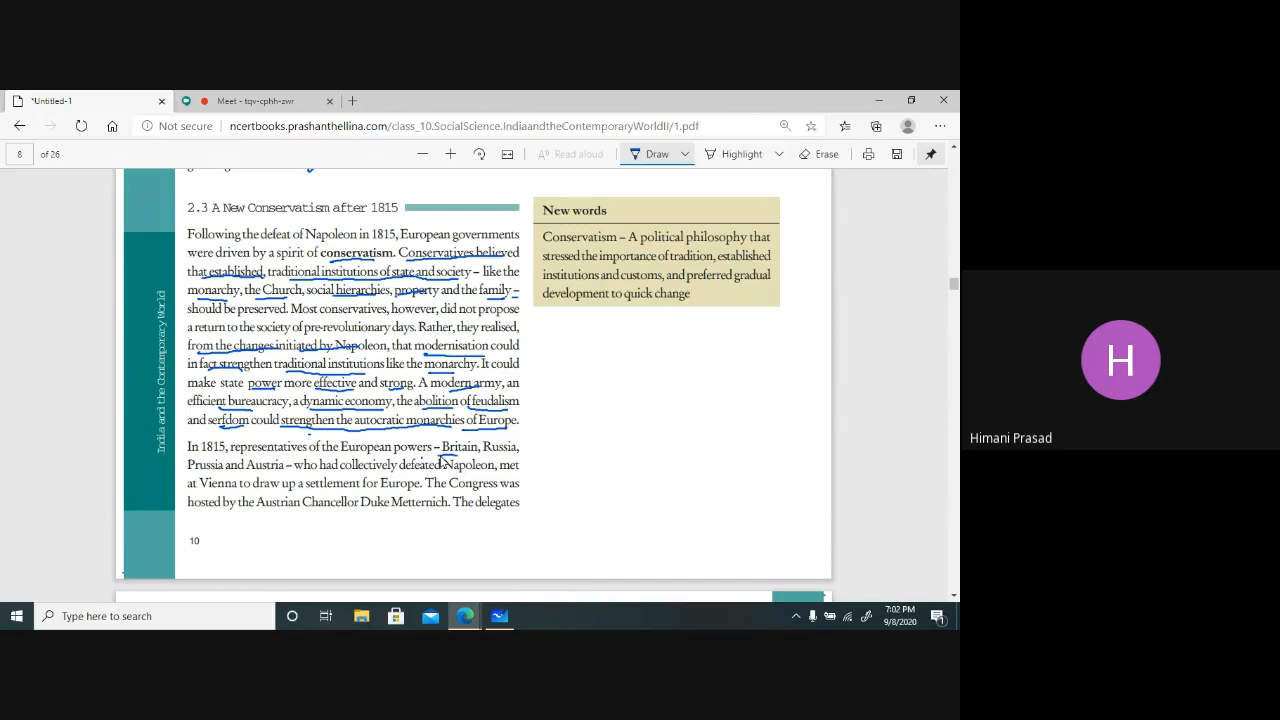 *Untitled-1
Meet - tqv-cphh-zwr
Not secure
ncertbooks.prashanthellina.com/class_10.SocialScience.IndiaandtheContemporaryWorldII/1.pdf
8 of 26
Read aloud
Draw
Highlight
Erase
2.3 A New Conservatism after 1815
Following the defeat of Napoleon in 1815, European governments
were driven by a spirit of conservatism. Conservatives believed
that established, traditional institutions of state and society – like the
monarchy, the Church, social hierarchies, property and the family –
should be preserved. Most conservatives, however, did not propose
a return to the society of pre-revolutionary days. Rather, they realised,
from the changes initiated by Napoleon, that modernisation could
in fact strengthen traditional institutions like the monarchy. It could
make state power more effective and strong. A modern army, an
efficient bureaucracy, a dynamic economy, the abolition of feudalism
and serfdom could strengthen the autocratic monarchies of Europe.
In 1815, representatives of the European powers – Britain, Russia,
Prussia and Austria – who had collectively defeated Napoleon, met
at Vienna to draw up a settlement for Europe. The Congress was
hosted by the Austrian Chancellor Duke Metternich. The delegates
10
New words
Conservatism – A political philosophy that
stressed the importance of tradition, established
institutions and customs, and preferred gradual
development to quick change
India and the Contemporary World
H
Himani Prasad
Type here to search
7:02 PM
9/8/2020
1